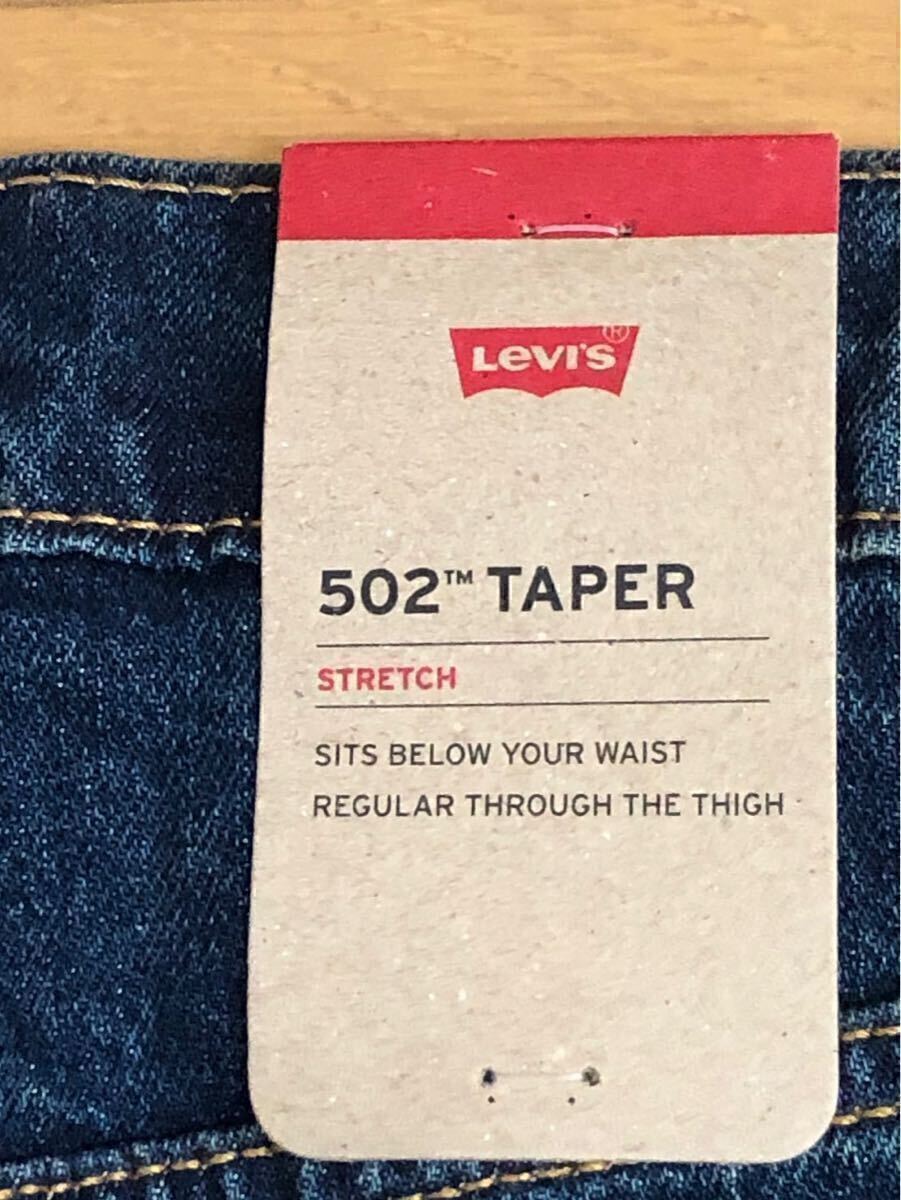 LEVI'S®
502™ TAPER
STRETCH
SITS BELOW YOUR WAIST
REGULAR THROUGH THE THIGH